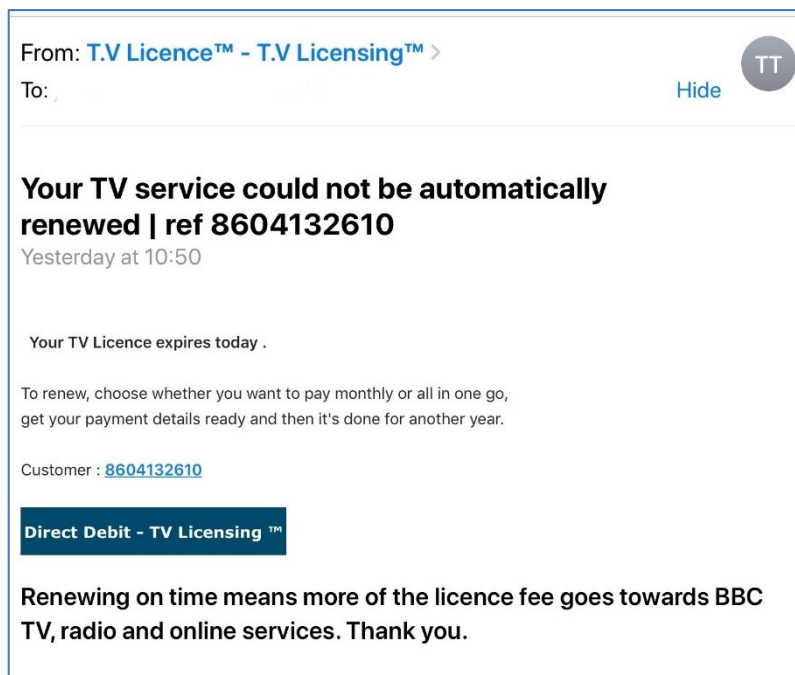 From: T.V Licence™ - T.V Licensing™ >
TT
To:
Hide
Your TV service could not be automatically
renewed | ref 8604132610
Yesterday at 10:50
Your TV Licence expires today .
To renew, choose whether you want to pay monthly or all in one go,
get your payment details ready and then it's done for another year.
Customer : 8604132610
Direct Debit - TV Licensing ™
Renewing on time means more of the licence fee goes towards BBC
TV, radio and online services. Thank you.